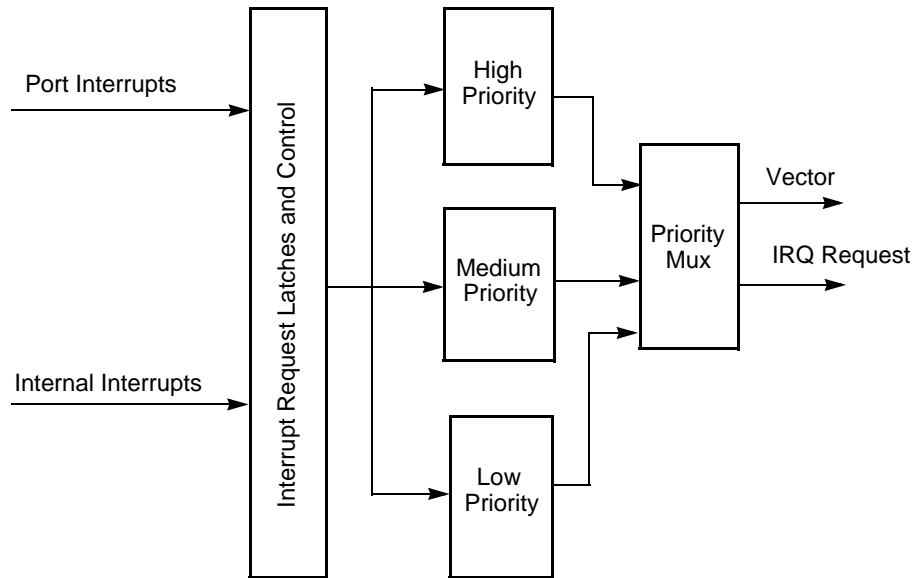 Port Interrupts
Internal Interrupts
Interrupt Request Latches and Control
High
Priority
Medium
Priority
Low
Priority
Priority
Mux
Vector
IRQ Request